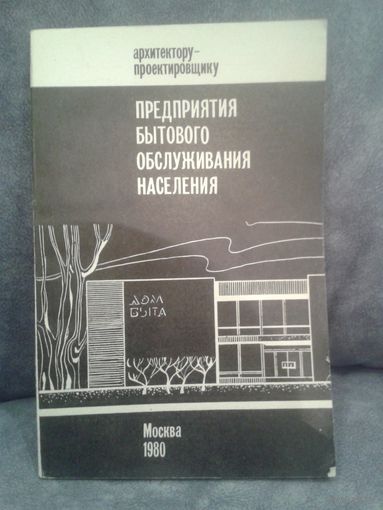 архитектору-
проектировщику
ПРЕДПРИЯТИЯ
БЫТОВОГО
ОБСЛУЖИВАНИЯ
НАСЕЛЕНИЯ
ДОМ
БЫТА
Москва
1980